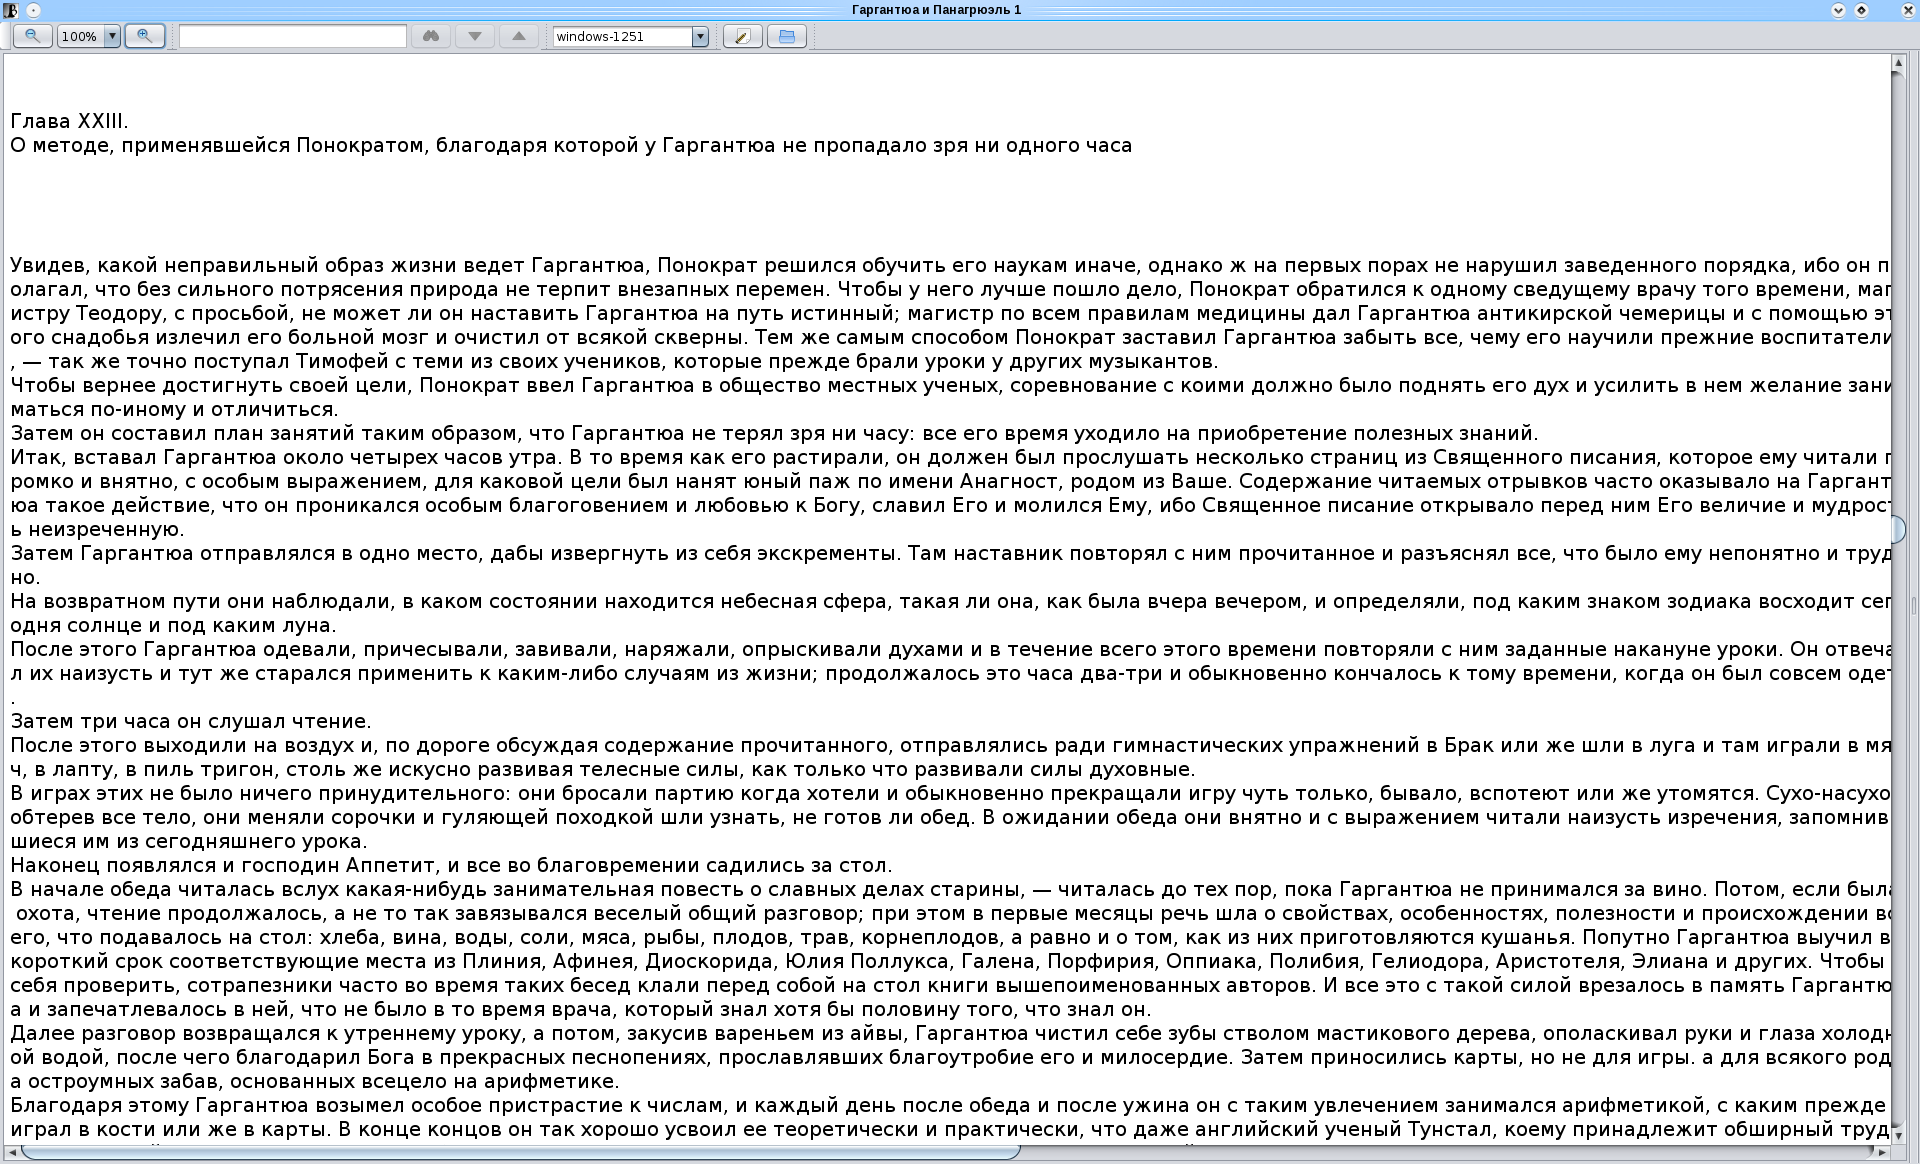 Гаргантюа и Панагрюэль 1
100%
windows-1251
Глава XXIII.
О методе, применявшейся Понократом, благодаря которой у Гаргантюа не пропадало зря ни одного часа
Увидев, какой неправильный образ жизни ведет Гаргантюа, Понократ решился обучить его наукам иначе, однако ж на первых порах не нарушил заведенного порядка, ибо он п
олагал, что без сильного потрясения природа не терпит внезапных перемен. Чтобы у него лучше пошло дело, Понократ обратился к одному сведущему врачу того времени, маг
истру Теодору, с просьбой, не может ли он наставить Гаргантюа на путь истинный; магистр по всем правилам медицины дал Гаргантюа антикирской чемерицы и с помощью эт
ого снадобья излечил его больной мозг и очистил от всякой скверны. Тем же самым способом Понократ заставил Гаргантюа забыть все, чему его научили прежние воспитатели
, — так же точно поступал Тимофей с теми из своих учеников, которые прежде брали уроки у других музыкантов.
Чтобы вернее достигнуть своей цели, Понократ ввел Гаргантюа в общество местных ученых, соревнование с коими должно было поднять его дух и усилить в нем желание зани
маться по-иному и отличиться.
Затем он составил план занятий таким образом, что Гаргантюа не терял зря ни часу: все его время уходило на приобретение полезных знаний.
Итак, вставал Гаргантюа около четырех часов утра. В то время как его растирали, он должен был прослушать несколько страниц из Священного писания, которое ему читали г
ромко и внятно, с особым выражением, для каковой цели был нанят юный паж по имени Анагност, родом из Ваше. Содержание читаемых отрывков часто оказывало на Гаргант
юа такое действие, что он проникался особым благоговением и любовью к Богу, славил Его и молился Ему, ибо Священное писание открывало перед ним Его величие и мудрост
ь неизреченную.
Затем Гаргантюа отправлялся в одно место, дабы извергнуть из себя экскременты. Там наставник повторял с ним прочитанное и разъяснял все, что было ему непонятно и труд
но.
На возвратном пути они наблюдали, в каком состоянии находится небесная сфера, такая ли она, как была вчера вечером, и определяли, под каким знаком зодиака восходит сег
одня солнце и под каким луна.
После этого Гаргантюа одевали, причесывали, завивали, наряжали, опрыскивали духами и в течение всего этого времени повторяли с ним заданные накануне уроки. Он отвеча
л их наизусть и тут же старался применить к каким-либо случаям из жизни; продолжалось это часа два-три и обыкновенно кончалось к тому времени, когда он был совсем одет
.
Затем три часа он слушал чтение.
После этого выходили на воздух и, по дороге обсуждая содержание прочитанного, отправлялись ради гимнастических упражнений в Брак или же шли в луга и там играли в мя
ч, в лапту, в пиль тригон, столь же искусно развивая телесные силы, как только что развивали силы духовные.
В играх этих не было ничего принудительного: они бросали партию когда хотели и обыкновенно прекращали игру чуть только, бывало, вспотеют или же утомятся. Сухо-насухо
обтерев все тело, они меняли сорочки и гуляющей походкой шли узнать, не готов ли обед. В ожидании обеда они внятно и с выражением читали наизусть изречения, запомнив
шиеся им из сегодняшнего урока.
Наконец появлялся и господин Аппетит, и все во благовремении садились за стол.
В начале обеда читалась вслух какая-нибудь занимательная повесть о славных делах старины, — читалась до тех пор, пока Гаргантюа не принимался за вино. Потом, если была
охота, чтение продолжалось, а не то так завязывался веселый общий разговор; при этом в первые месяцы речь шла о свойствах, особенностях, полезности и происхождении вс
его, что подавалось на стол: хлеба, вина, воды, соли, мяса, рыбы, плодов, трав, корнеплодов, а равно и о том, как из них приготовляются кушанья. Попутно Гаргантюа выучил в
короткий срок соответствующие места из Плиния, Афинея, Диоскорида, Юлия Поллукса, Галена, Порфирия, Оппиака, Полибия, Гелиодора, Аристотеля, Элиана и других. Чтобы
себя проверить, сотрапезники часто во время таких бесед клали перед собой на стол книги вышепоименованных авторов. И все это с такой силой врезалось в память Гаргантю
а и запечатлевалось в ней, что не было в то время врача, который знал хотя бы половину того, что знал он.
Далее разговор возвращался к утреннему уроку, а потом, закусив вареньем из айвы, Гаргантюа чистил себе зубы стволом мастикового дерева, ополаскивал руки и глаза холодн
ой водой, после чего благодарил Бога в прекрасных песнопениях, прославлявших благоутробие его и милосердие. Затем приносились карты, но не для игры. а для всякого род
а остроумных забав, основанных всецело на арифметике.
Благодаря этому Гаргантюа возымел особое пристрастие к числам, и каждый день после обеда и после ужина он с таким увлечением занимался арифметикой, с каким прежде
играл в кости или же в карты. В конце концов он так хорошо усвоил ее теоретически и практически, что даже английский ученый Тунстал, коему принадлежит обширный труд